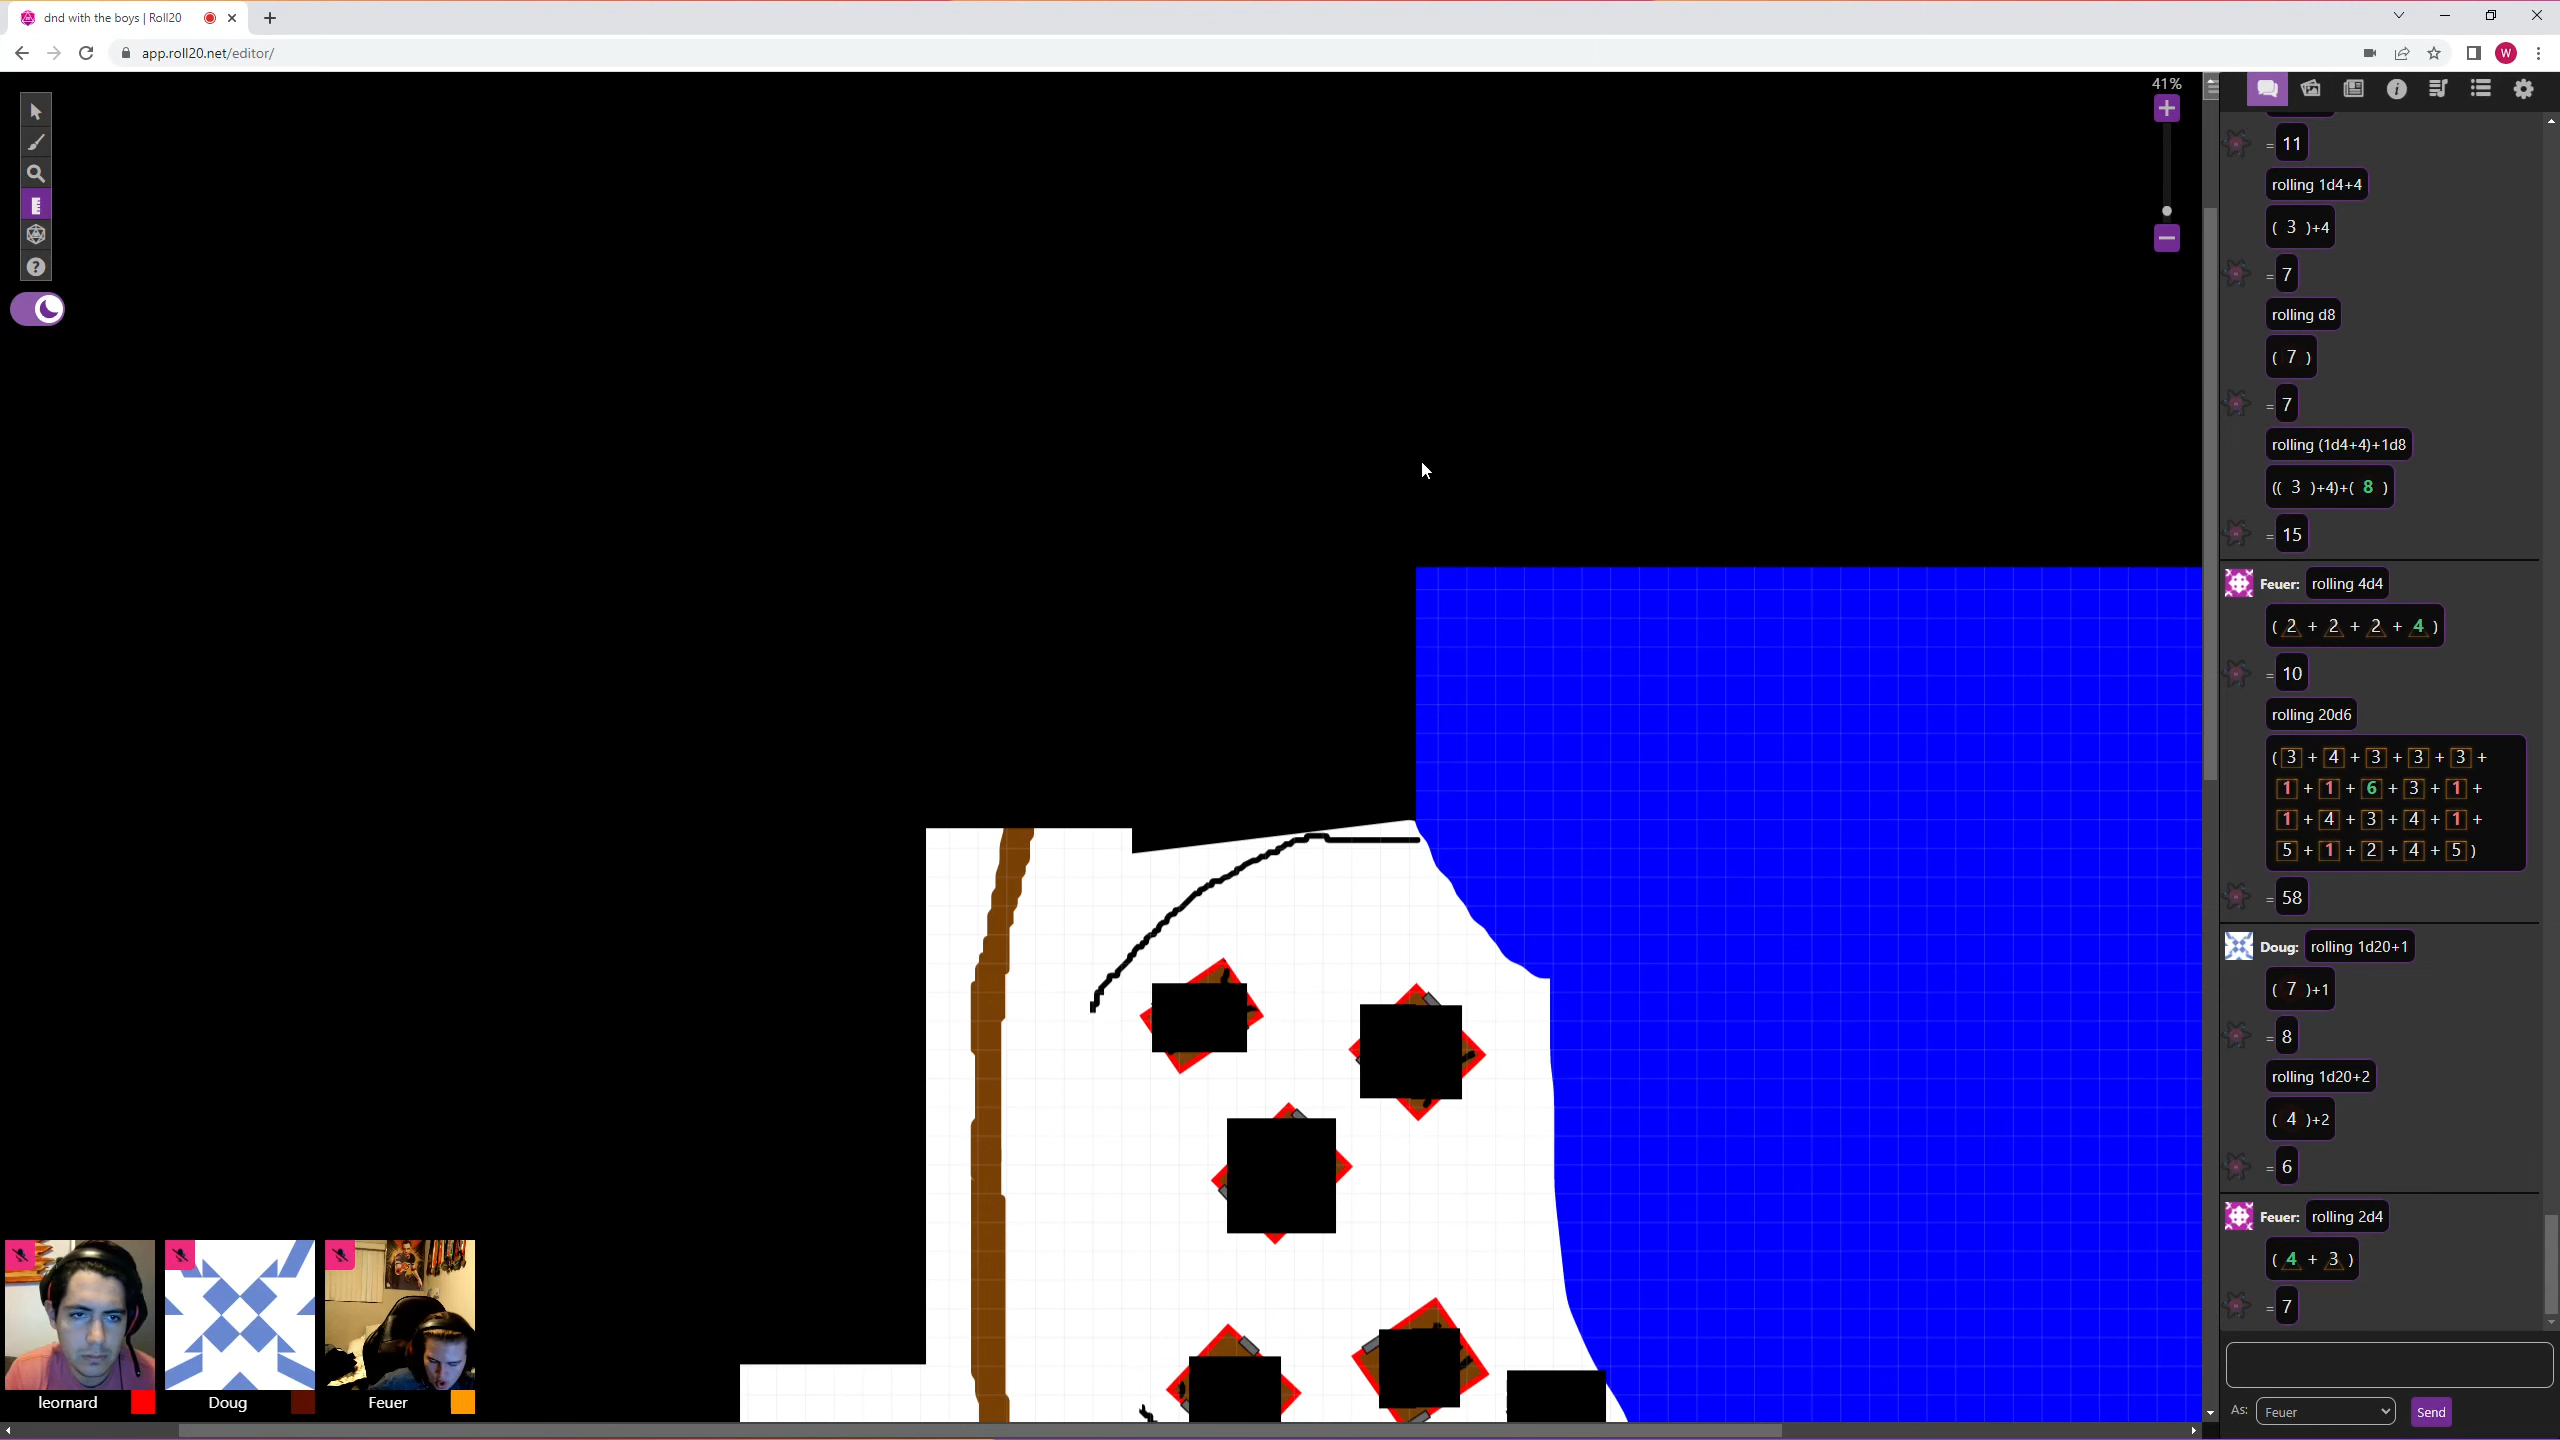 dnd with the boys | Roll20
app.roll20.net/editor/
W
41%
= 11
rolling 1d4+4
( 3 )+4
= 7
rolling d8
( 7 )
= 7
rolling (1d4+4)+1d8
(( 3 )+4)+( 8 )
= 15
Feuer: rolling 4d4
( 2 + 2 + 2 + 4 )
= 10
rolling 20d6
( 3 + 4 + 3 + 3 + 3 +
1 + 1 + 6 + 3 + 1 +
1 + 4 + 3 + 4 + 1 +
5 + 1 + 2 + 4 + 5 )
= 58
Doug: rolling 1d20+1
( 7 )+1
= 8
rolling 1d20+2
( 4 )+2
= 6
Feuer: rolling 2d4
( 4 + 3 )
= 7
As: Feuer Send
leornard
Doug
Feuer